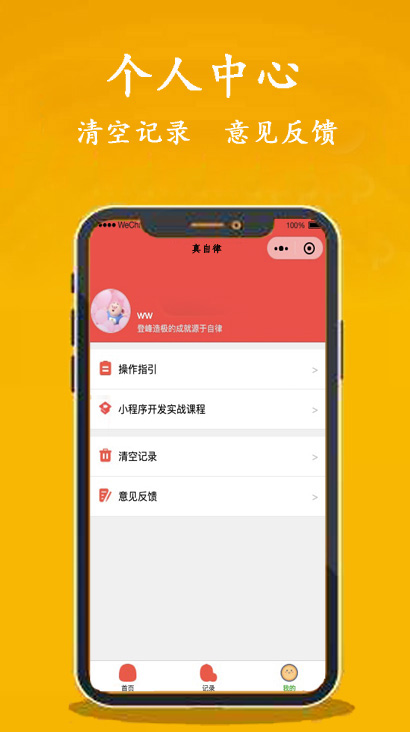 个人中心
清空记录 意见反馈
WeCh
100%
真自律
ww
登峰造极的成就源于自律
操作指引 >
小程序开发实战课程 >
清空记录 >
意见反馈 >
首页 记录 我的